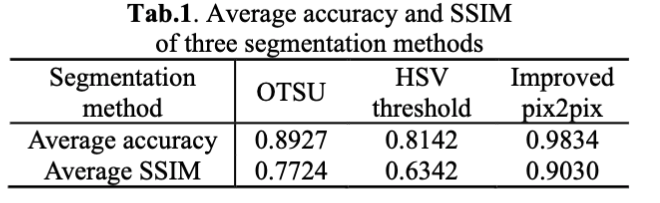 Tab.1. Average accuracy and SSIM
of three segmentation methods
Segmentation method OTSU HSV threshold Improved pix2pix
Average accuracy 0.8927 0.8142 0.9834
Average SSIM 0.7724 0.6342 0.9030